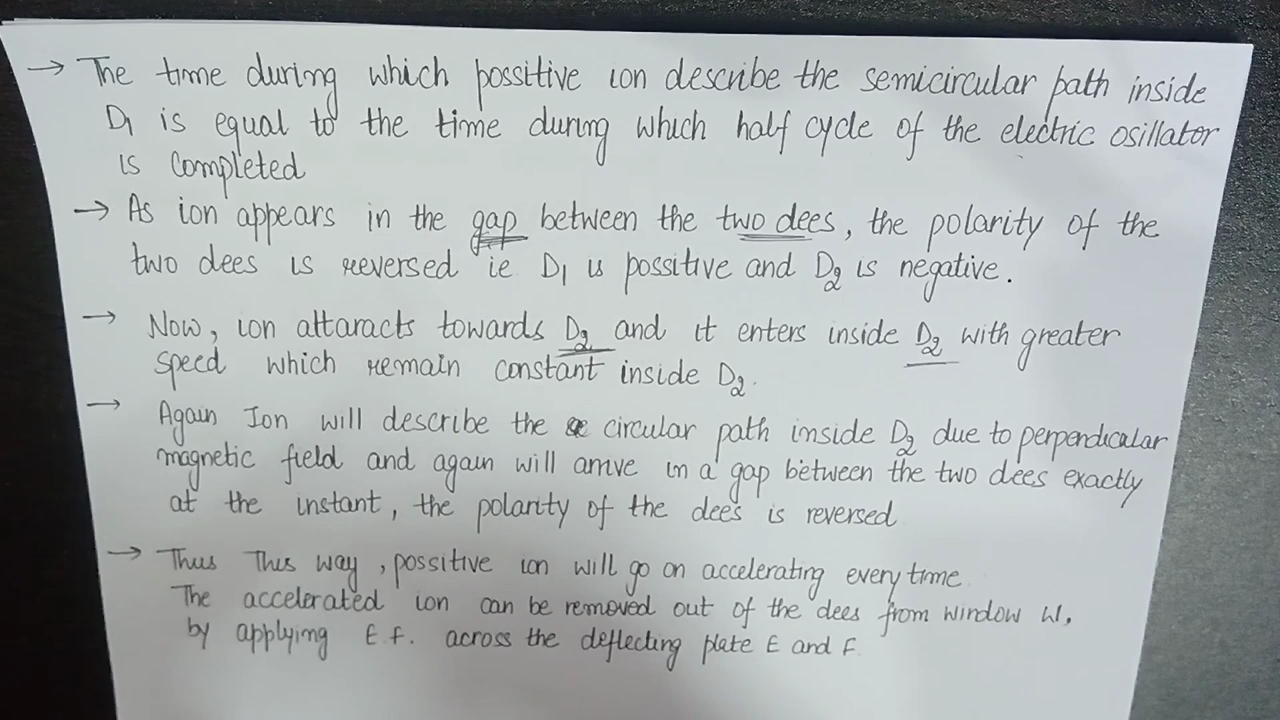 → The time during which possitive ion describe the semicircular path inside
D1 is equal to the time during which half cycle of the electric osillator
is completed
→ As ion appears in the gap between the two dees, the polarity of the
two dees is reversed ie D1 is possitive and D2 is negative.
→ Now, ion attaracts towards D2 and it enters inside D2 with greater
speed which remain constant inside D2.
→ Again Ion will describe the circular path inside D2 due to perpendicular
magnetic field and again will arrive in a gap between the two dees exactly
at the instant, the polarity of the dees is reversed
→ Thus This way, possitive ion will go on accelerating every time
The accelerated ion can be removed out of the dees from window W,
by applying E.f. across the deflecting plate E and F